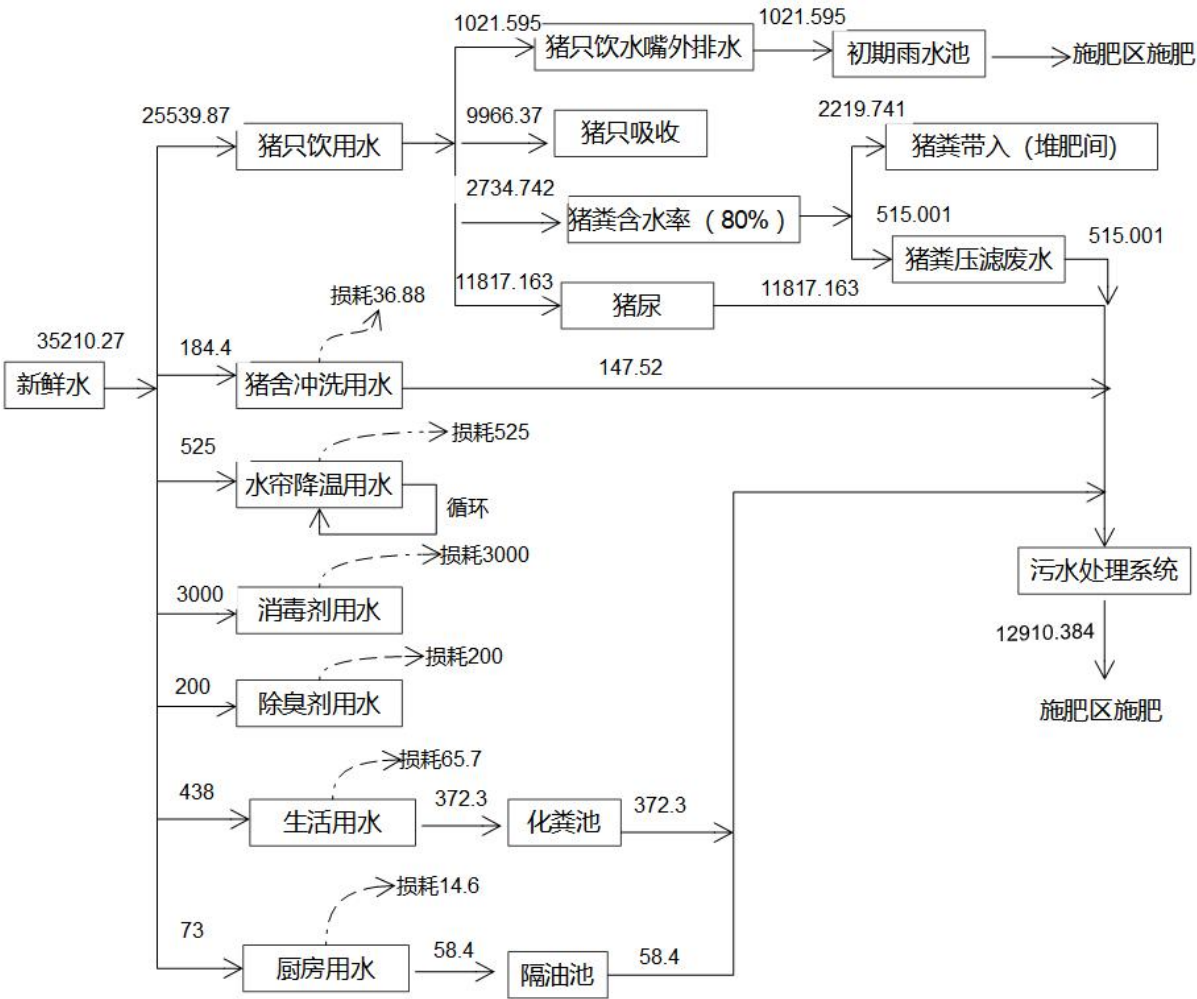 1021.595
1021.595
猪只饮水嘴外排水
初期雨水池
施肥区施肥
25539.87
9966.37
2219.741
猪只饮用水
猪只吸收
猪粪带入（堆肥间)
2734.742
515.001
515.001
猪粪含水率（80%）
猪粪压滤废水
11817.163
11817.163
猪尿
损耗36.88
35210.27
184.4
147.52
新鲜水
猪舍冲洗用水
525
损耗525
水帘降温用水
循环
损耗3000
3000
消毒剂用水
污水处理系统
12910.384
损耗200
200
除臭剂用水
施肥区施肥
损耗65.7
438
372.3
372.3
生活用水
化粪池
损耗14.6
73
58.4
58.4
厨房用水
隔油池